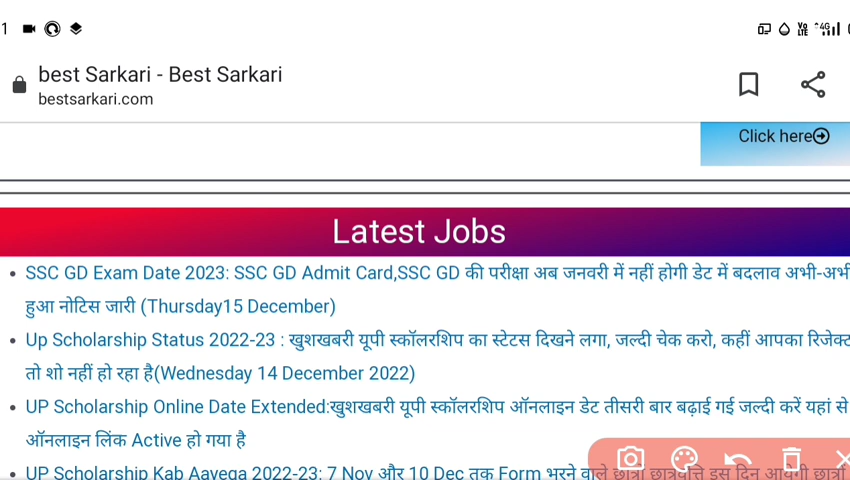 1
best Sarkari - Best Sarkari
bestsarkari.com
Click here
Latest Jobs
SSC GD Exam Date 2023: SSC GD Admit Card,SSC GD की परीक्षा अब जनवरी में नहीं होगी डेट में बदलाव अभी-अभी
हुआ नोटिस जारी (Thursday15 December)
Up Scholarship Status 2022-23 : खुशखबरी यूपी स्कॉलरशिप का स्टेटस दिखने लगा, जल्दी चेक करो, कहीं आपका रिजेक्ट
तो शो नहीं हो रहा है(Wednesday 14 December 2022)
UP Scholarship Online Date Extended:खुशखबरी यूपी स्कॉलरशिप ऑनलाइन डेट तीसरी बार बढ़ाई गई जल्दी करें यहां से
ऑनलाइन लिंक Active हो गया है
UP Scholarship Kab Aayega 2022-23: 7 Nov और 10 Dec तक Form भरने वाले छात्रों छात्रवृत्ति इस दिन आयेगी छात्रों